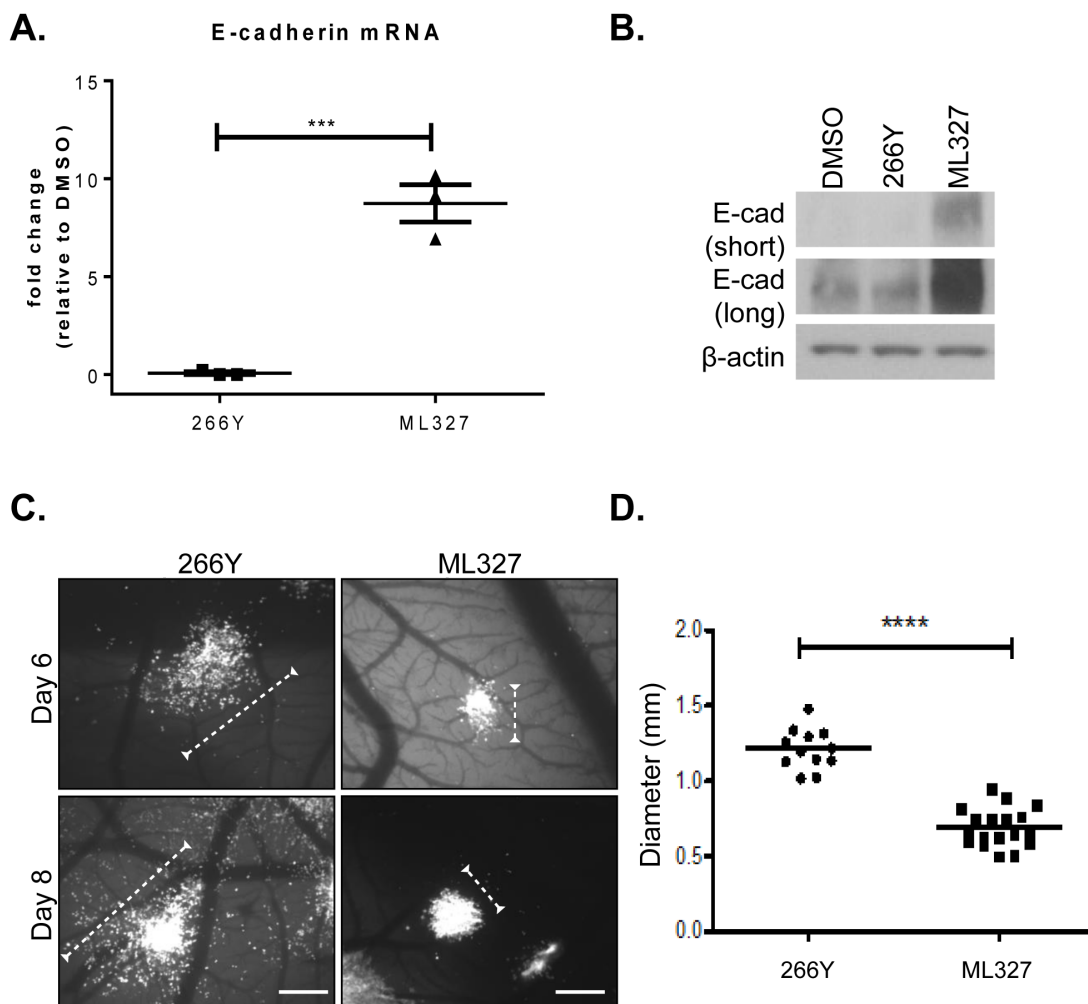 A.
E-cadherin mRNA
fold change
(relative to DMSO)
15
10
5
0
***
266Y
ML327
B.
DMSO
266Y
ML327
E-cad
(short)
E-cad
(long)
β-actin
C.
266Y
ML327
Day 6
Day 8
D.
Diameter (mm)
2.0
1.5
1.0
0.5
0.0
****
266Y
ML327